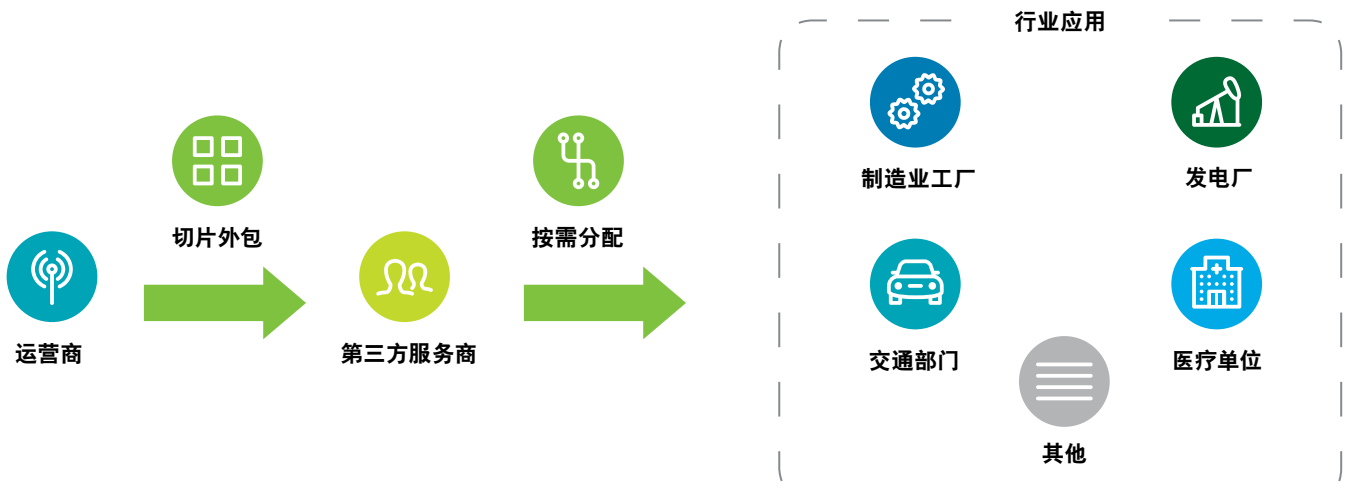 行业应用
切片外包
按需分配
运营商
第三方服务商
制造业工厂
发电厂
交通部门
医疗单位
其他